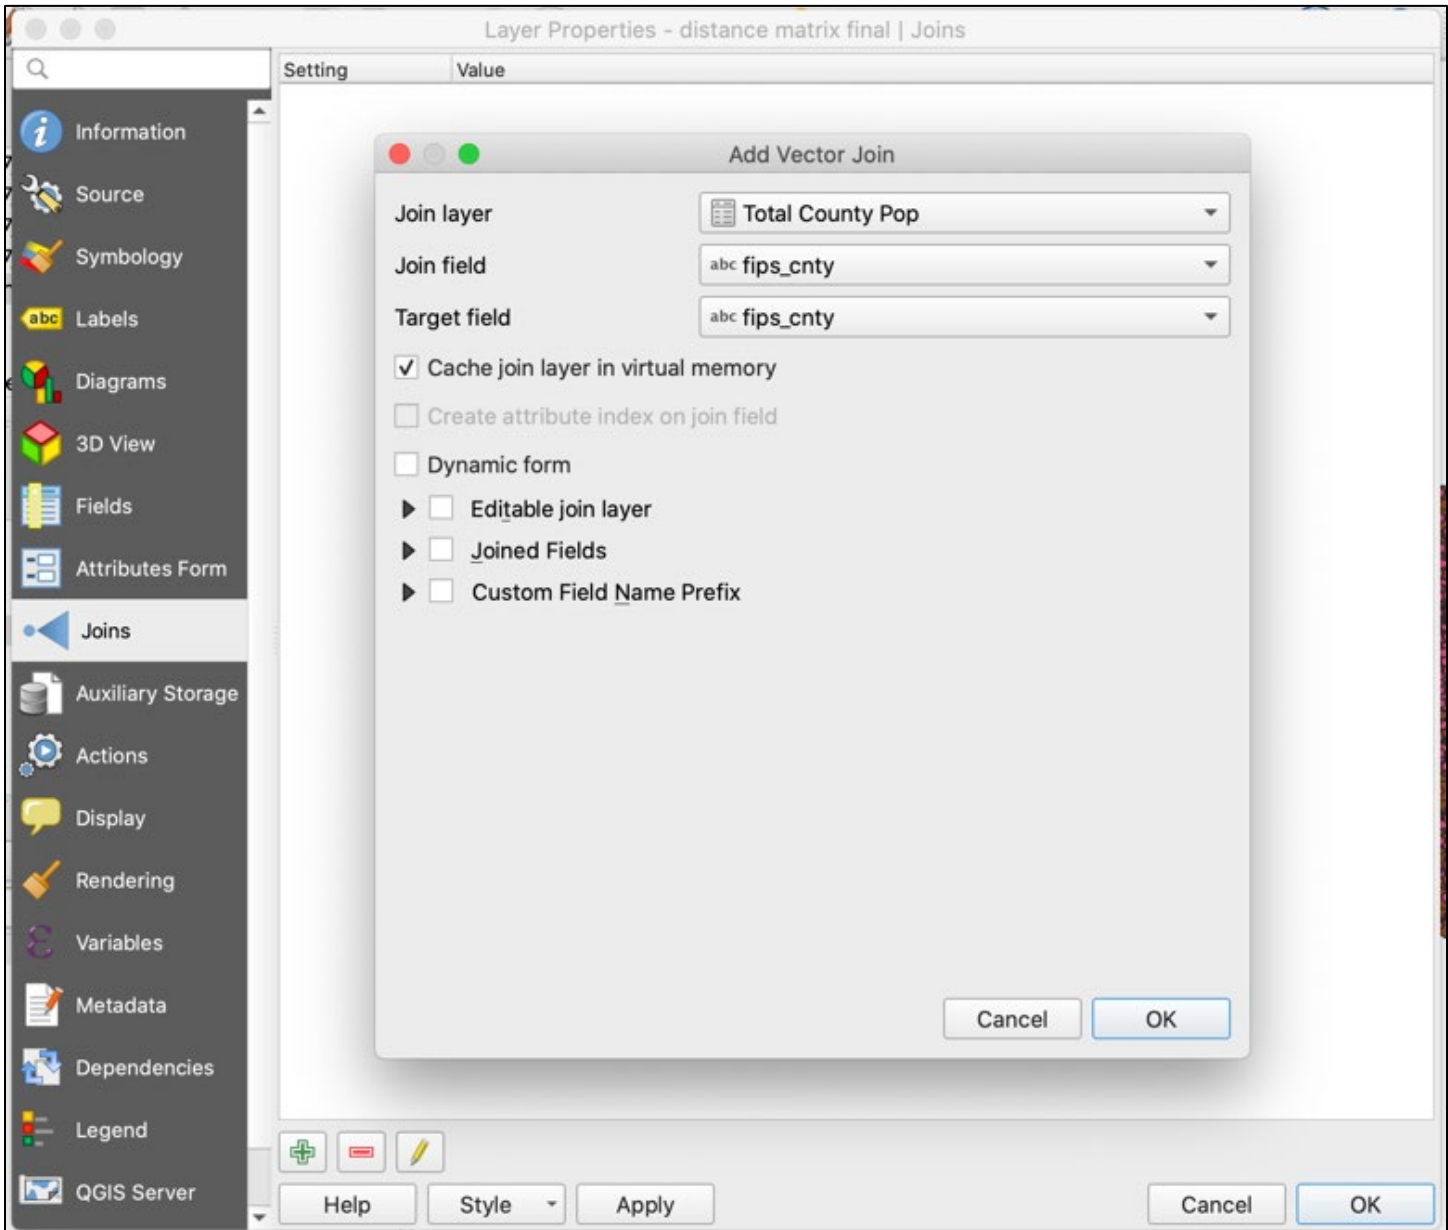 Layer Properties - distance matrix final | Joins
Setting Value
Information
Source
Symbology
abc Labels
Diagrams
3D View
Fields
Attributes Form
Joins
Auxiliary Storage
Actions
Display
Rendering
Variables
Metadata
Dependencies
Legend
QGIS Server
Add Vector Join
Join layer Total County Pop
Join field abc fips_cnty
Target field abc fips_cnty
Cache join layer in virtual memory
Create attribute index on join field
Dynamic form
Editable join layer
Joined Fields
Custom Field Name Prefix
Cancel OK
Help Style Apply Cancel OK